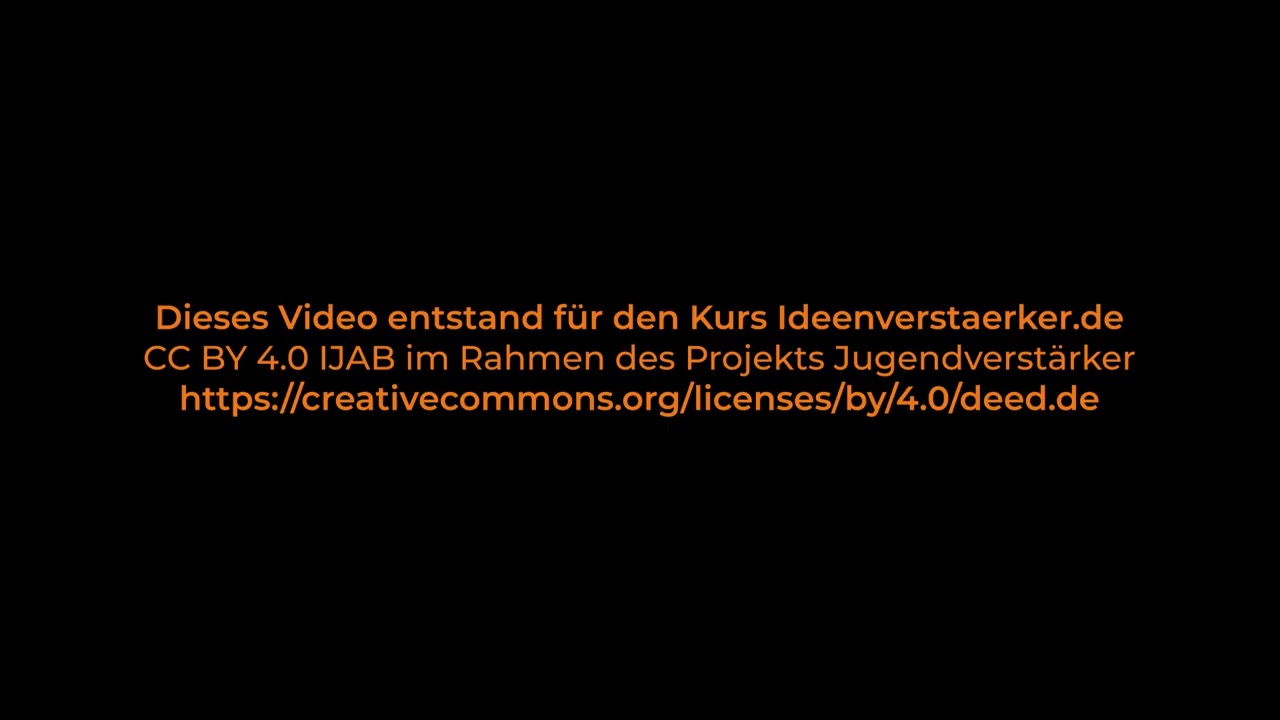 Dieses Video entstand für den Kurs Ideenverstaerker.de
CC BY 4.0 IJAB im Rahmen des Projekts Jugendverstärker
https://creativecommons.org/licenses/by/4.0/deed.de